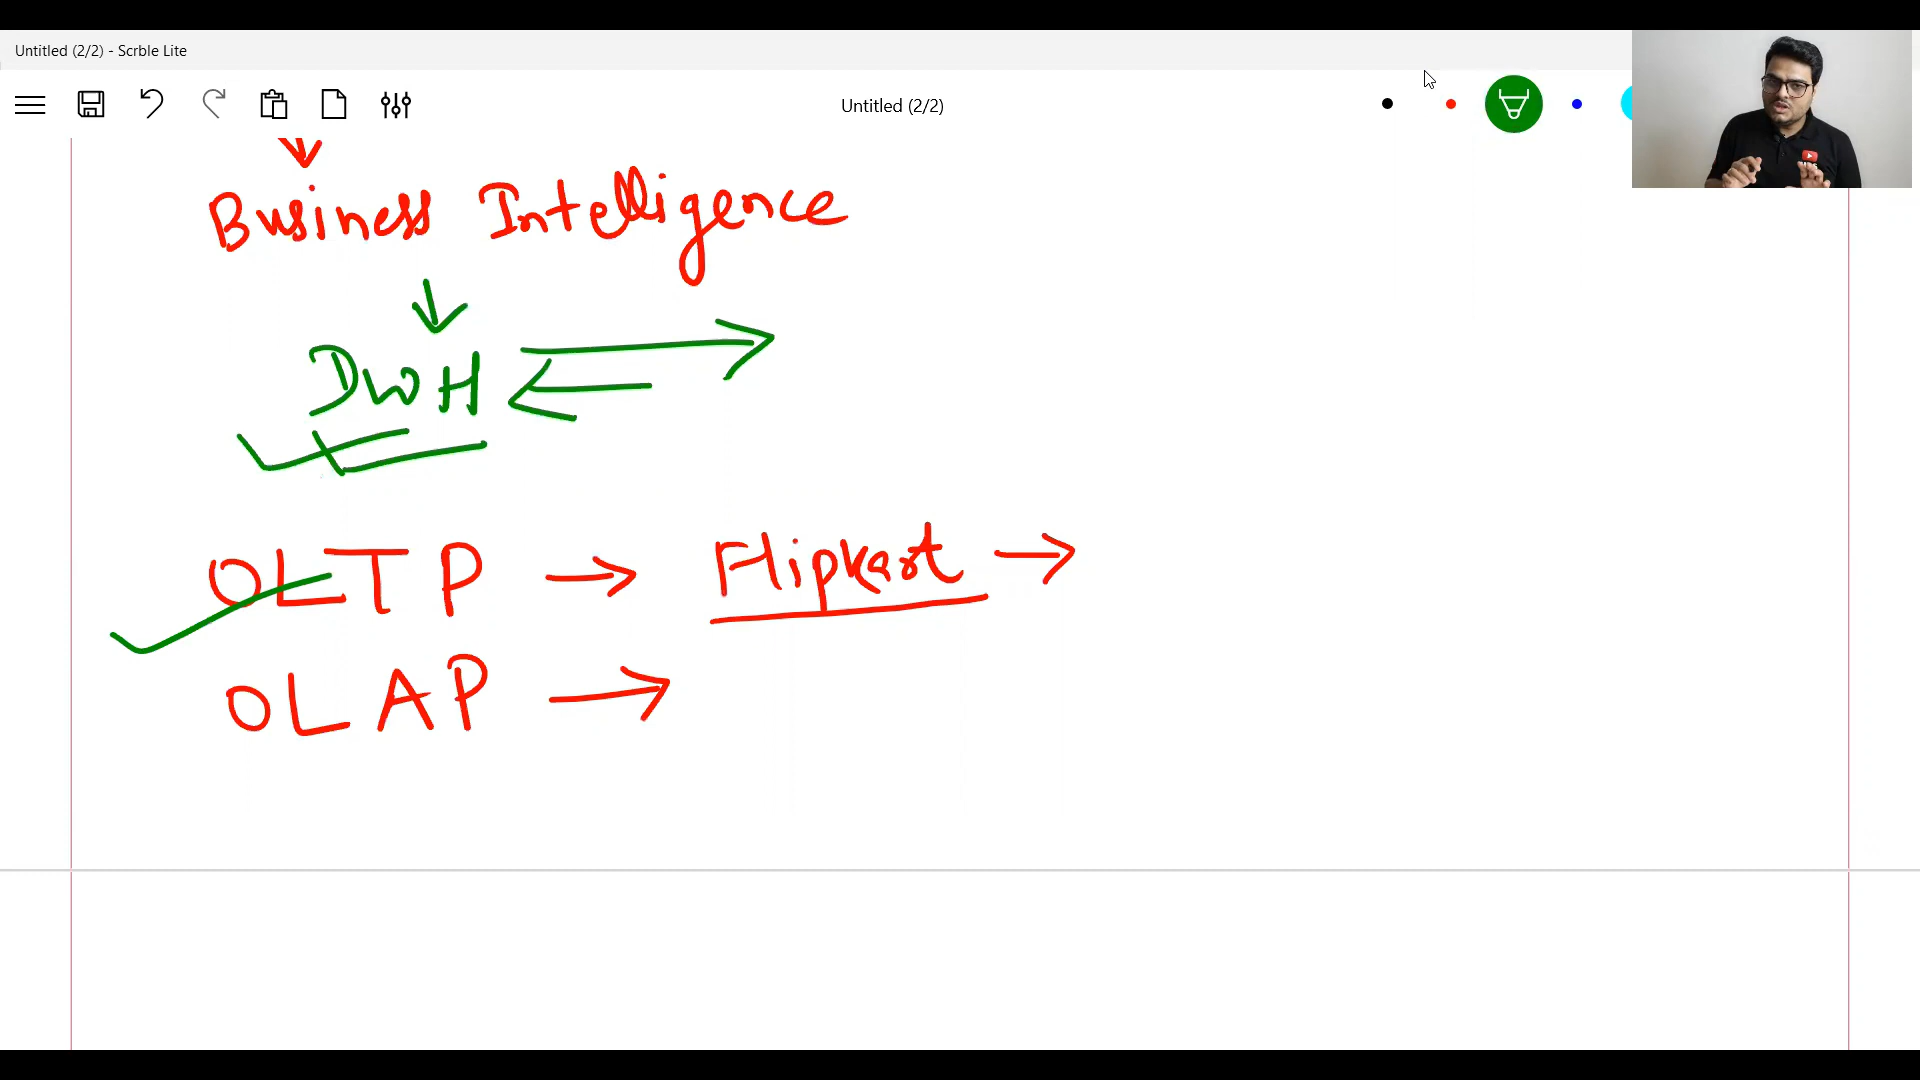 Untitled (2/2) - Scrble Lite
Untitled (2/2)
Business Intelligence
DWH
OLTP → Flipkart →
OLAP →